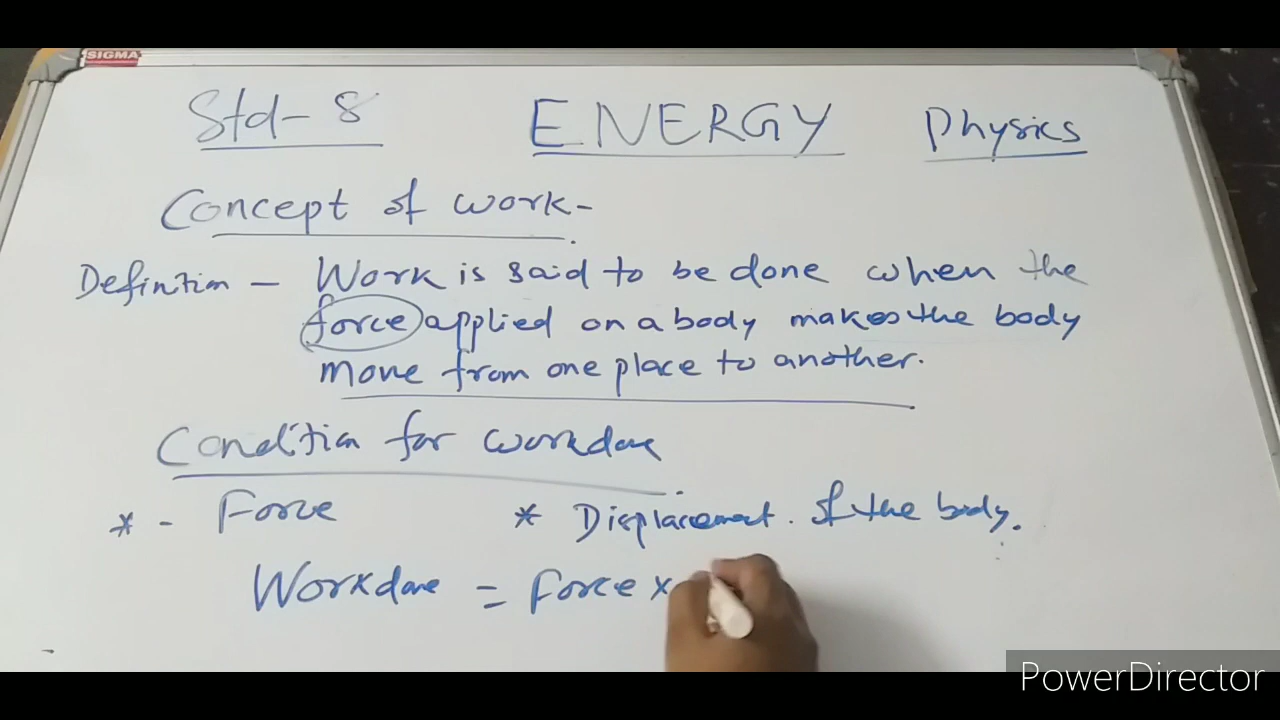 SIGMA
Std-8 ENERGY Physics
Concept of work-
Definition - Work is said to be done when the
force applied on a body makes the body
move from one place to another.
Condition for workdone
* - Force * Displacement. of the body.
Workdone = Force x
PowerDirector